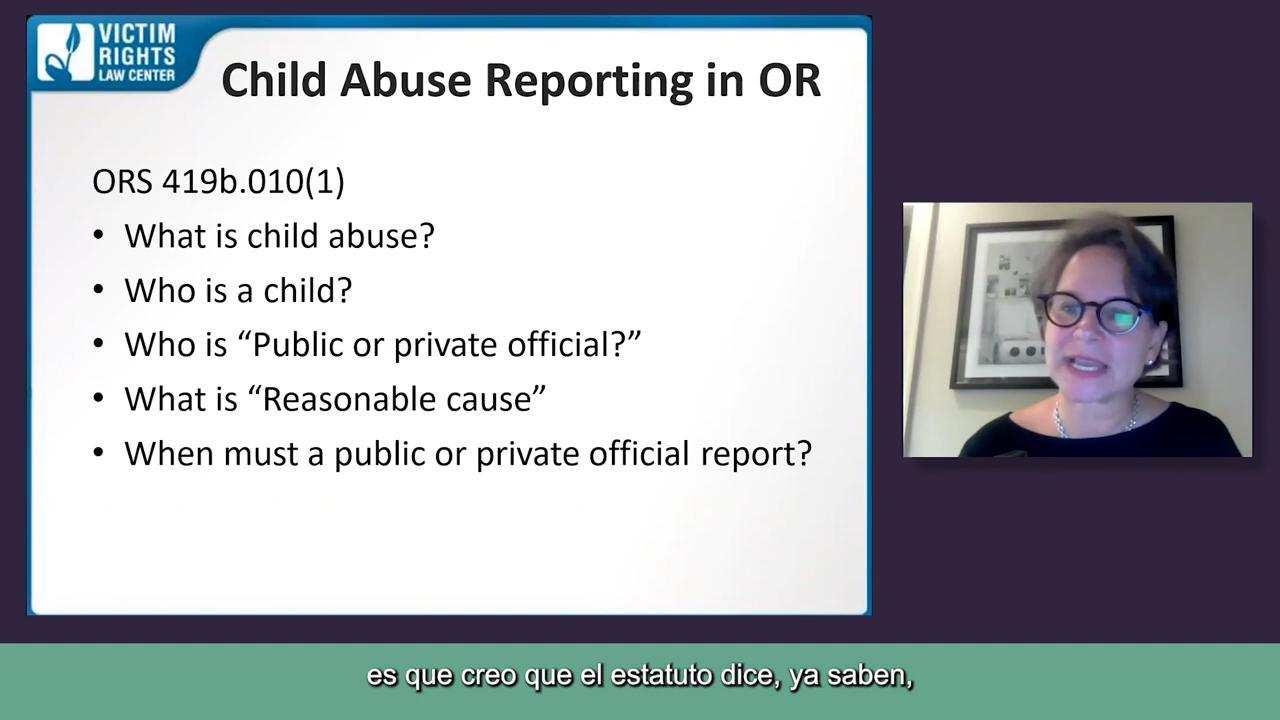 VICTIM
RIGHTS
LAW CENTER
Child Abuse Reporting in OR
ORS 419b.010(1)
• What is child abuse?
• Who is a child?
• Who is “Public or private official?”
• What is “Reasonable cause”
• When must a public or private official report?
es que creo que el estatuto dice, ya saben,